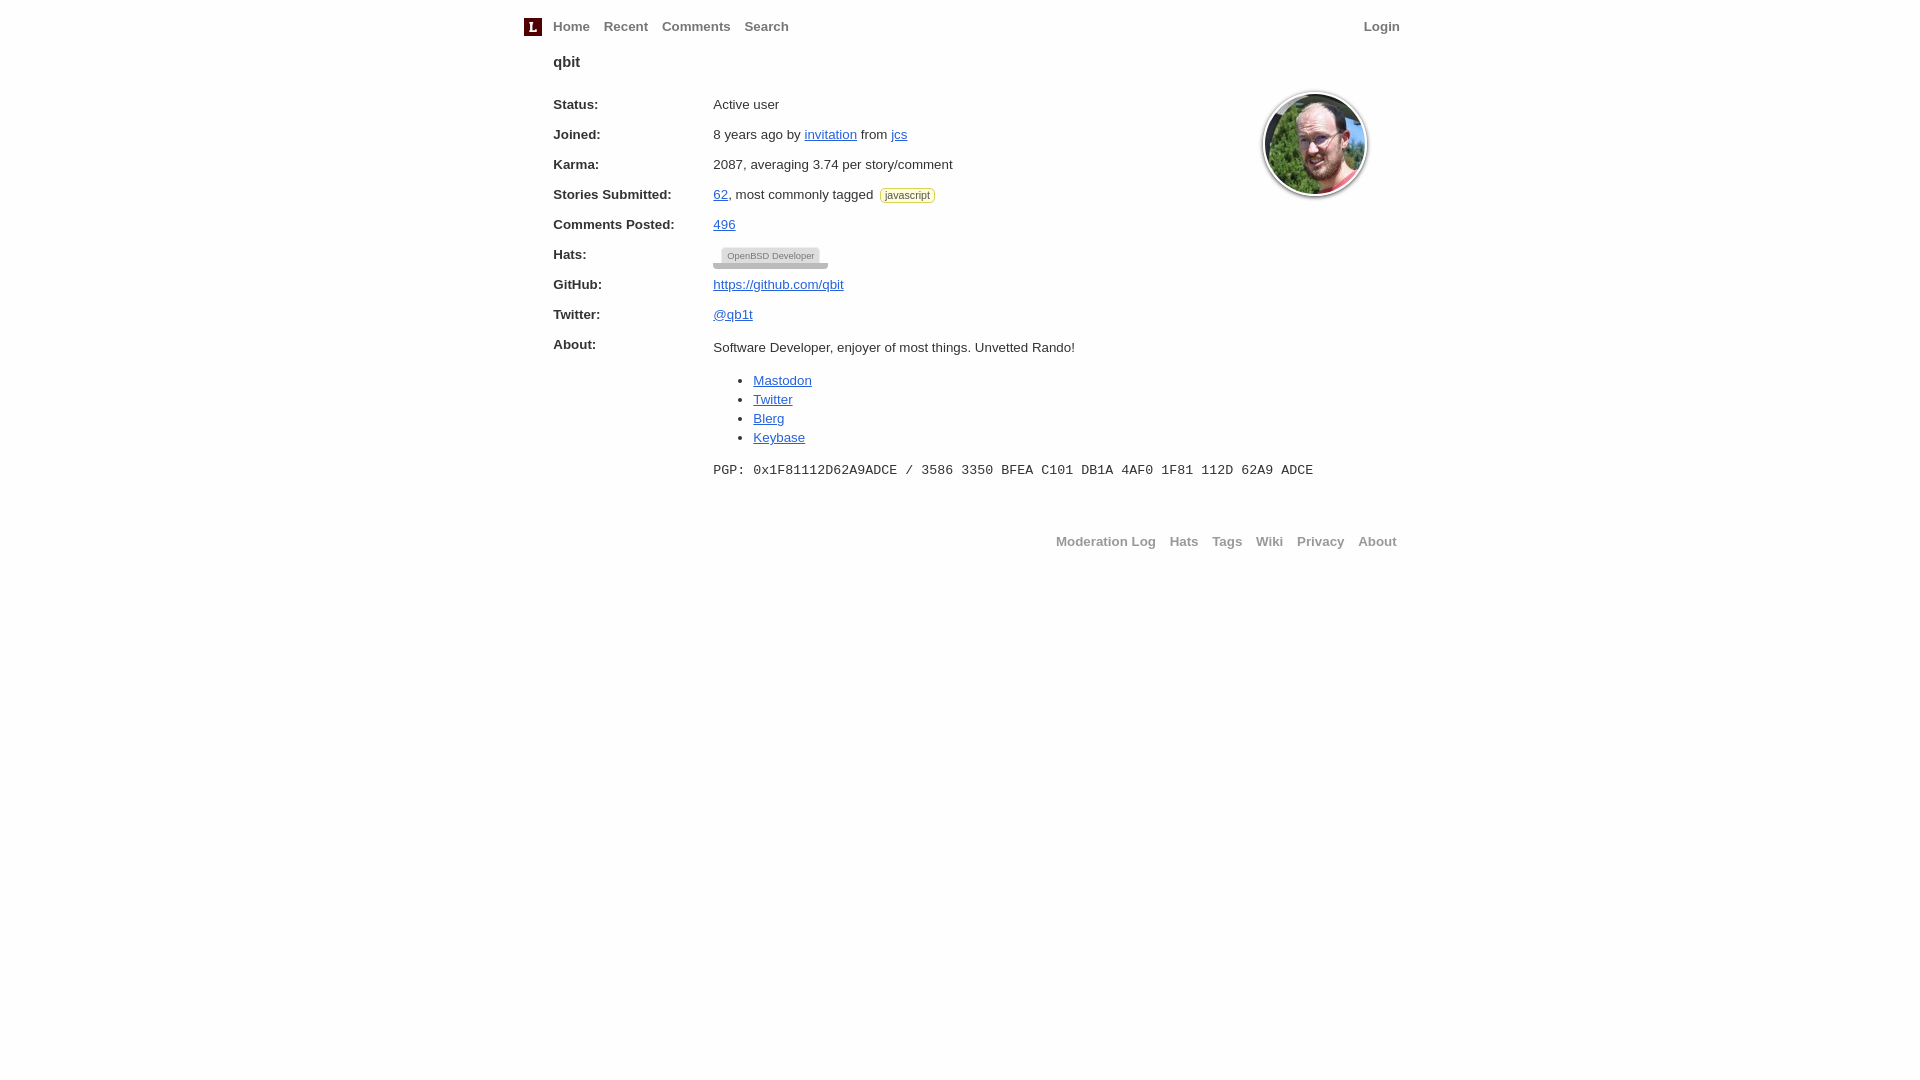 L Home Recent Comments Search Login
qbit
Status: Active user
Joined: 8 years ago by invitation from jcs
Karma: 2087, averaging 3.74 per story/comment
Stories Submitted: 62, most commonly tagged javascript
Comments Posted: 496
Hats: OpenBSD Developer
GitHub: https://github.com/qbit
Twitter: @qb1t
About: Software Developer, enjoyer of most things. Unvetted Rando!
• Mastodon
• Twitter
• Blerg
• Keybase
PGP: 0x1F81112D62A9ADCE / 3586 3350 BFEA C101 DB1A 4AF0 1F81 112D 62A9 ADCE
Moderation Log Hats Tags Wiki Privacy About